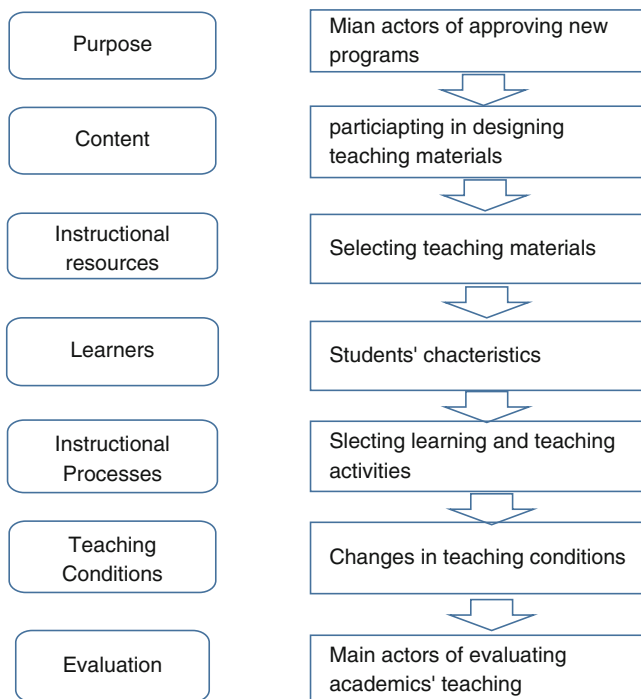 Purpose
Mian actors of approving new
programs
Content
particiapting in designing
teaching materials
Instructional
resources
Selecting teaching materials
Learners
Students' chacteristics
Instructional
Processes
Slecting learning and teaching
activities
Teaching
Conditions
Changes in teaching conditions
Evaluation
Main actors of evaluating
academics' teaching